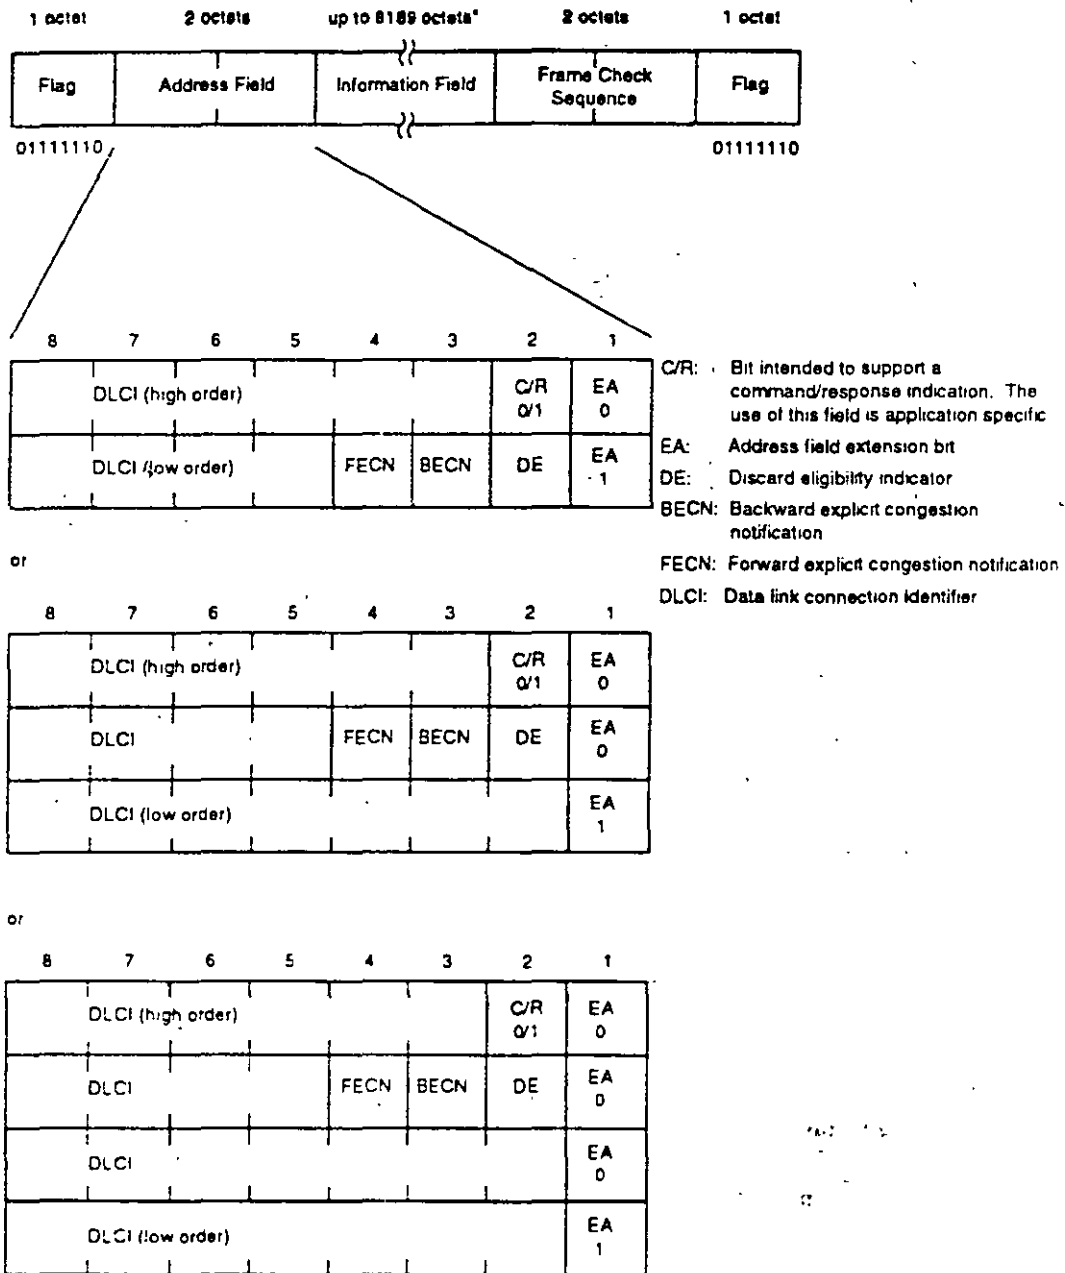 1 octet 2 octets up to 8189 octets* 2 octets 1 octet
Flag Address Field Information Field Frame Check Sequence Flag
01111110 01111110
8 7 6 5 4 3 2 1
DLCI (high order) C/R 0/1 EA 0
DLCI (low order) FECN BECN DE EA 1
C/R: Bit intended to support a
command/response indication. The
use of this field is application specific
EA: Address field extension bit
DE: Discard eligibility indicator
BECN: Backward explicit congestion
notification
FECN: Forward explicit congestion notification
DLCI: Data link connection identifier
or
8 7 6 5 4 3 2 1
DLCI (high order) C/R 0/1 EA 0
DLCI FECN BECN DE EA 0
DLCI (low order) EA 1
or
8 7 6 5 4 3 2 1
DLCI (high order) C/R 0/1 EA 0
DLCI FECN BECN DE EA 0
DLCI EA 0
DLCI (low order) EA 1